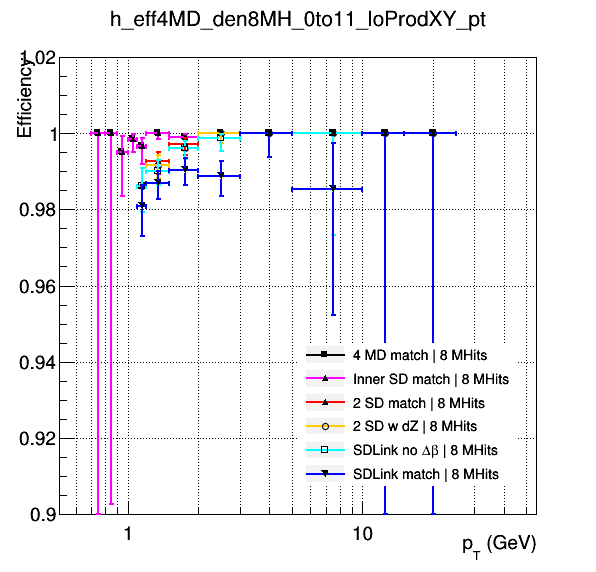 h_eff4MD_den8MH_0to11_loProdXY_pt
Efficiency
1.02
1
0.98
0.96
0.94
0.92
0.9
4 MD match | 8 MHits
Inner SD match | 8 MHits
2 SD match | 8 MHits
2 SD w dZ | 8 MHits
SDLink no Δβ | 8 MHits
SDLink match | 8 MHits
1
10
p_T (GeV)